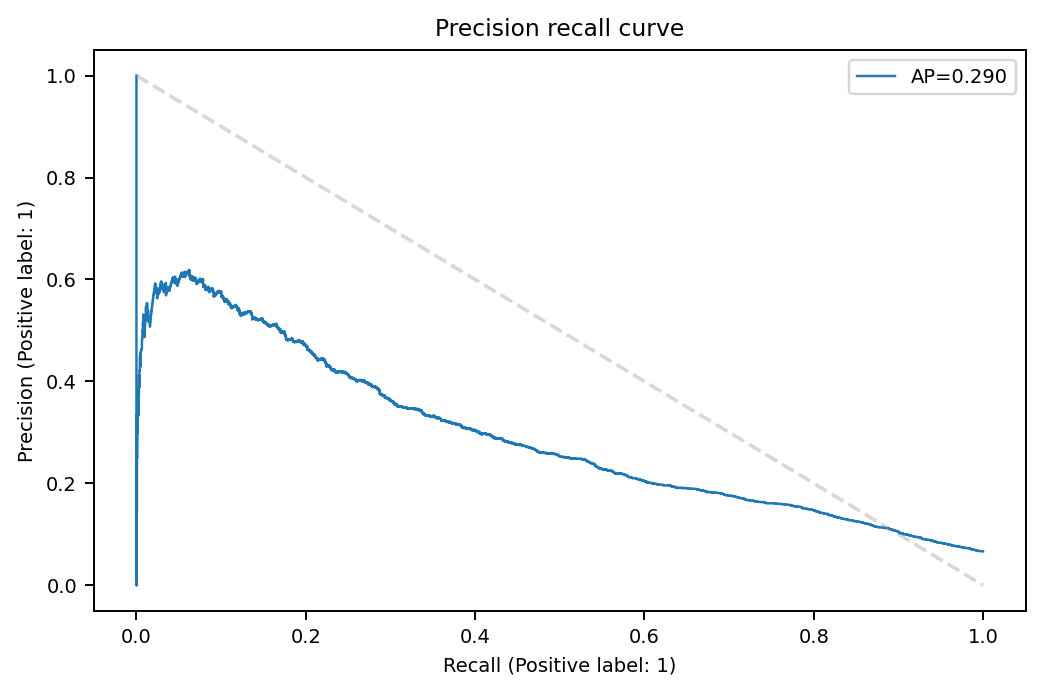 Precision recall curve
AP=0.290
Precision (Positive label: 1)
1.0
0.8
0.6
0.4
0.2
0.0
0.0 0.2 0.4 0.6 0.8 1.0
Recall (Positive label: 1)